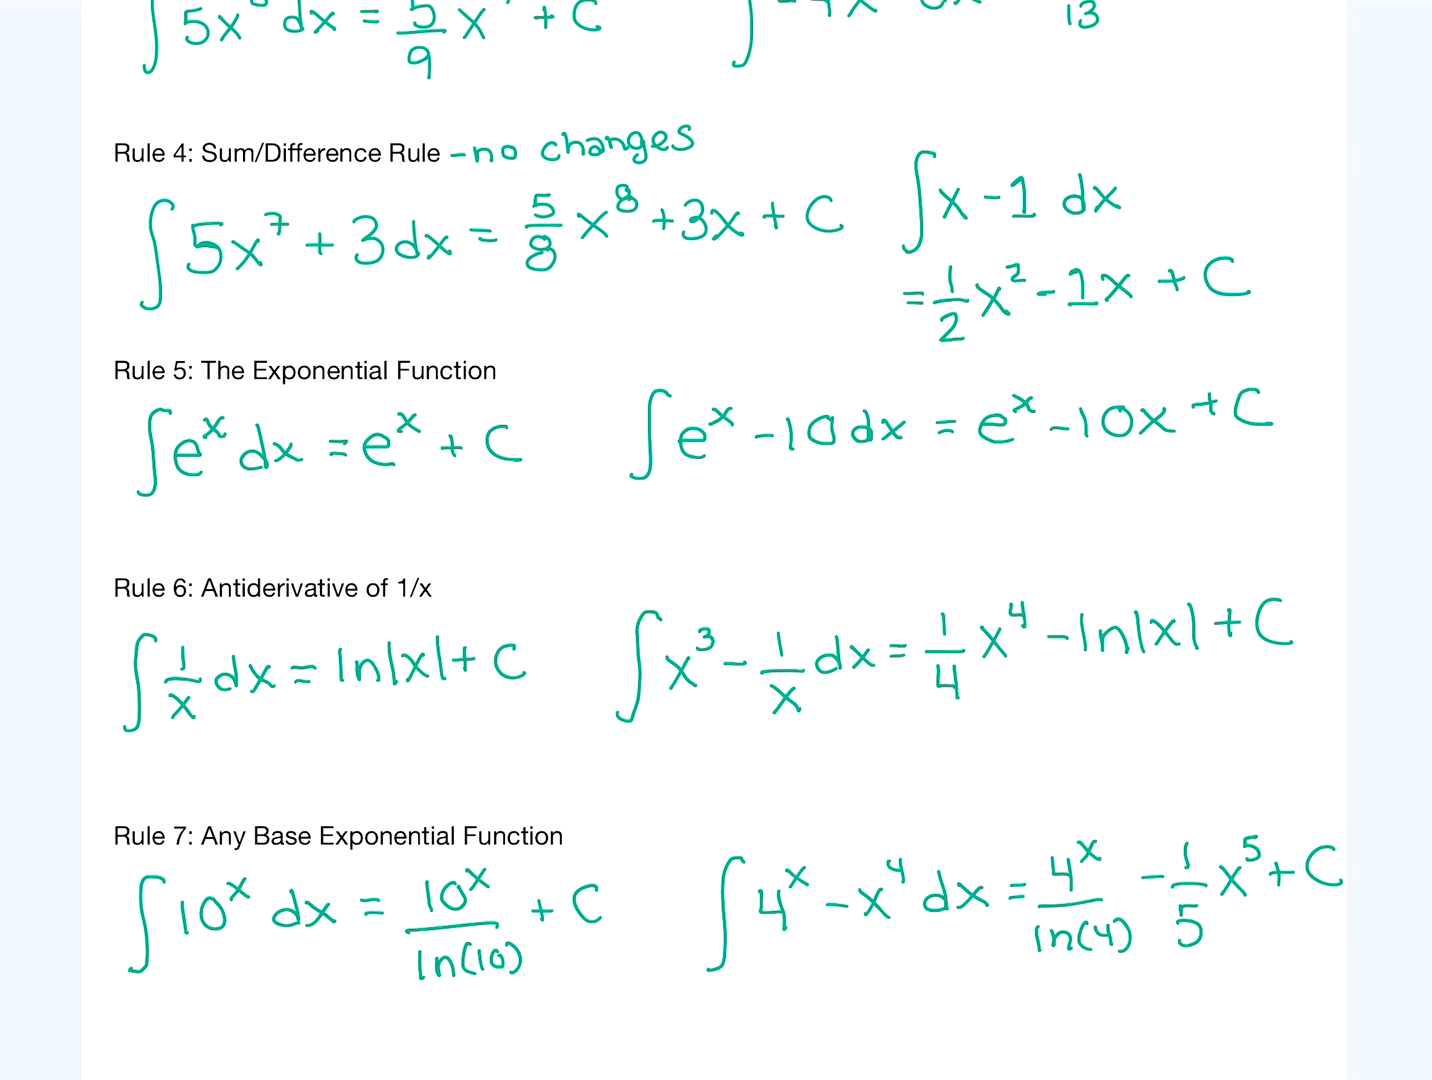 ∫ 5x dx = 5/9 x + C
13
Rule 4: Sum/Difference Rule - no changes
∫ 5x⁷ + 3 dx = 5/8 x⁸ + 3x + C
∫ x - 1 dx
= 1/2 x² - 1x + C
Rule 5: The Exponential Function
∫ eˣ dx = eˣ + C
∫ eˣ - 10 dx = eˣ - 10x + C
Rule 6: Antiderivative of 1/x
∫ 1/x dx = ln|x| + C
∫ x³ - 1/x dx = 1/4 x⁴ - ln|x| + C
Rule 7: Any Base Exponential Function
∫ 10ˣ dx = 10ˣ/ln(10) + C
∫ 4ˣ - x⁴ dx = 4ˣ/ln(4) - 1/5 x⁵ + C